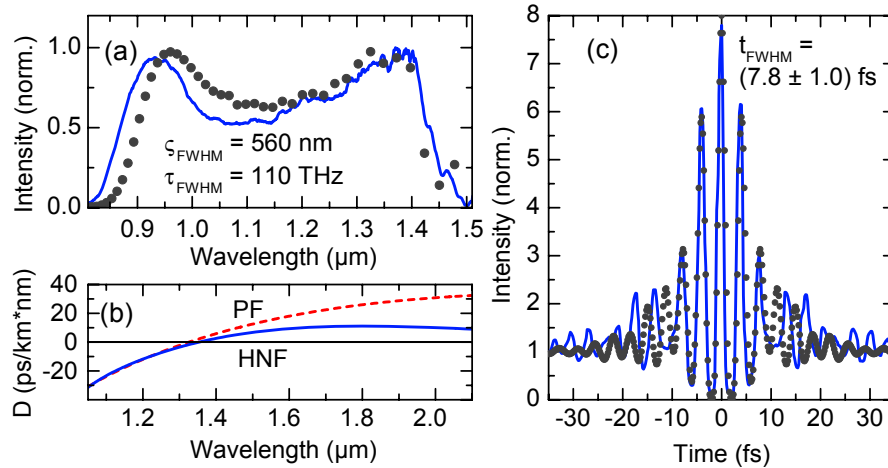 (a)
Intensity (norm.)
1.0
0.5
0.0
ς_FWHM = 560 nm
τ_FWHM = 110 THz
0.9 1.0 1.1 1.2 1.3 1.4 1.5
Wavelength (µm)
(b)
D (ps/km*nm)
40
20
0
-20
PF
HNF
1.2 1.4 1.6 1.8 2.0
Wavelength (µm)
(c)
Intensity (norm.)
8
7
6
5
4
3
2
1
0
t_FWHM =
(7.8 ± 1.0) fs
-30 -20 -10 0 10 20 30
Time (fs)